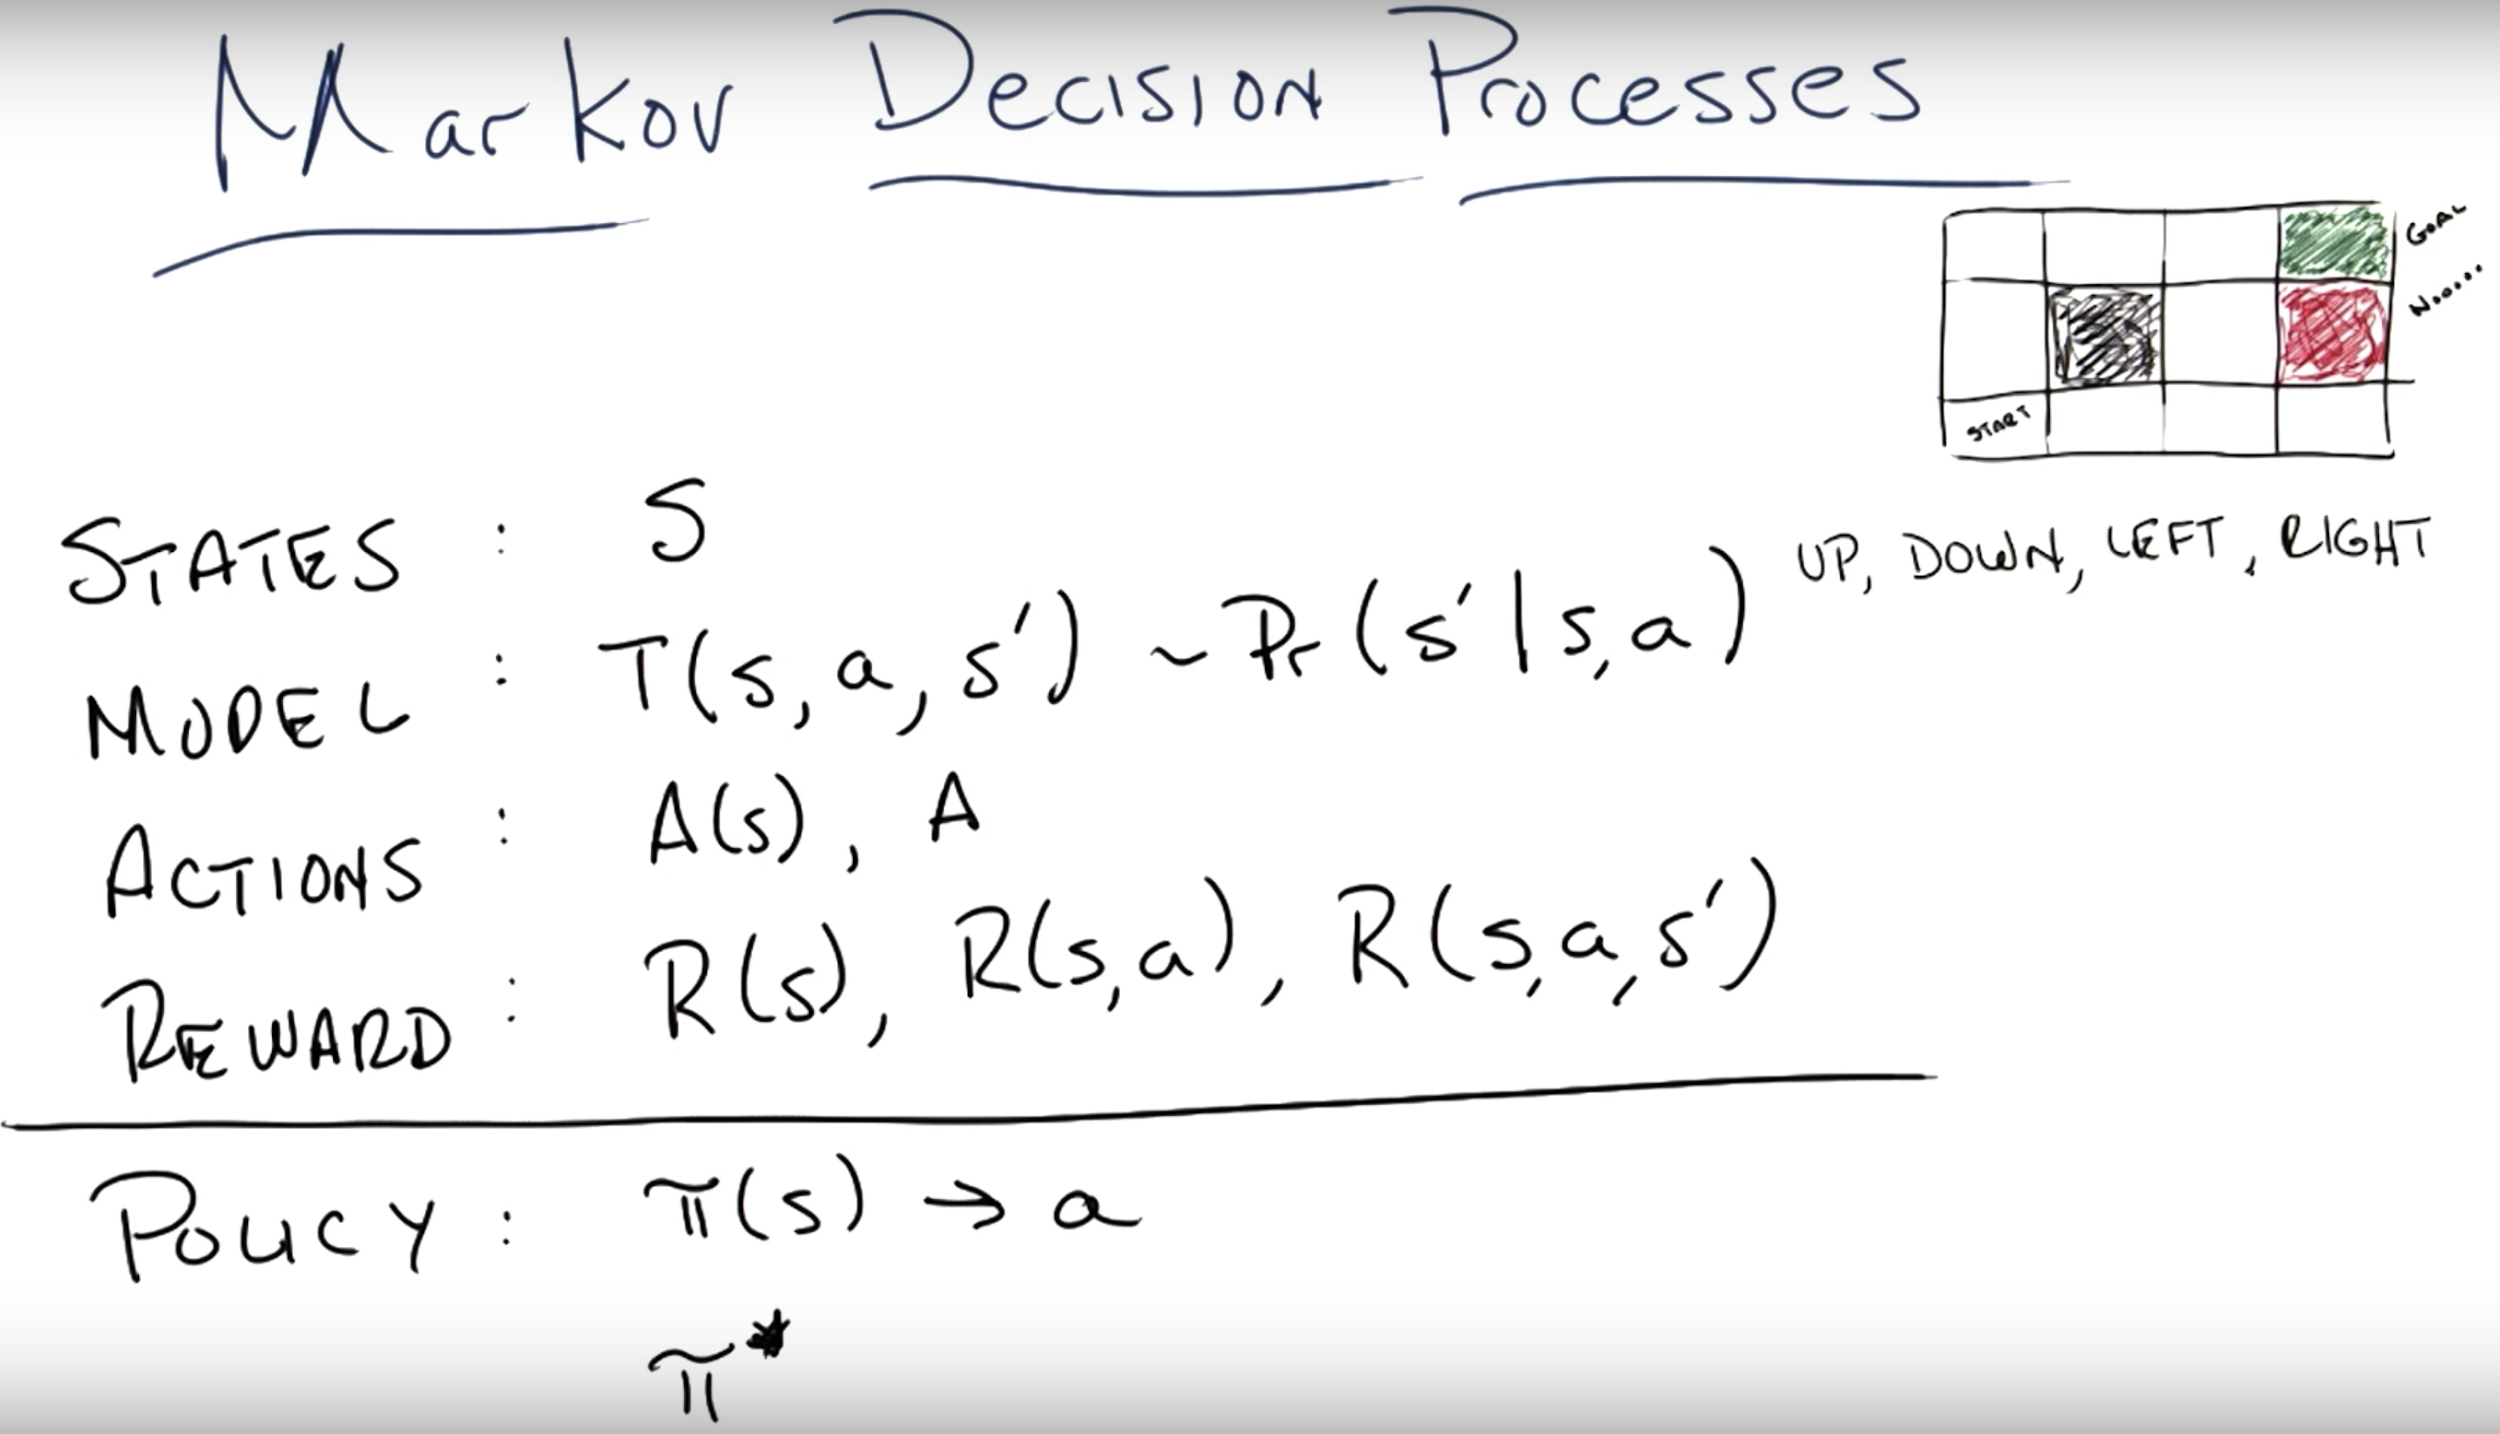 Markov Decision Processes
GOAL
No....
START
UP, DOWN, LEFT, RIGHT
STATES : S
MODEL : T(s, a, s′) ~ Pr(s′ | s, a)
ACTIONS : A(s), A
REWARD : R(s), R(s,a), R(s,a,s′)
POLICY : π(s) → a
π*